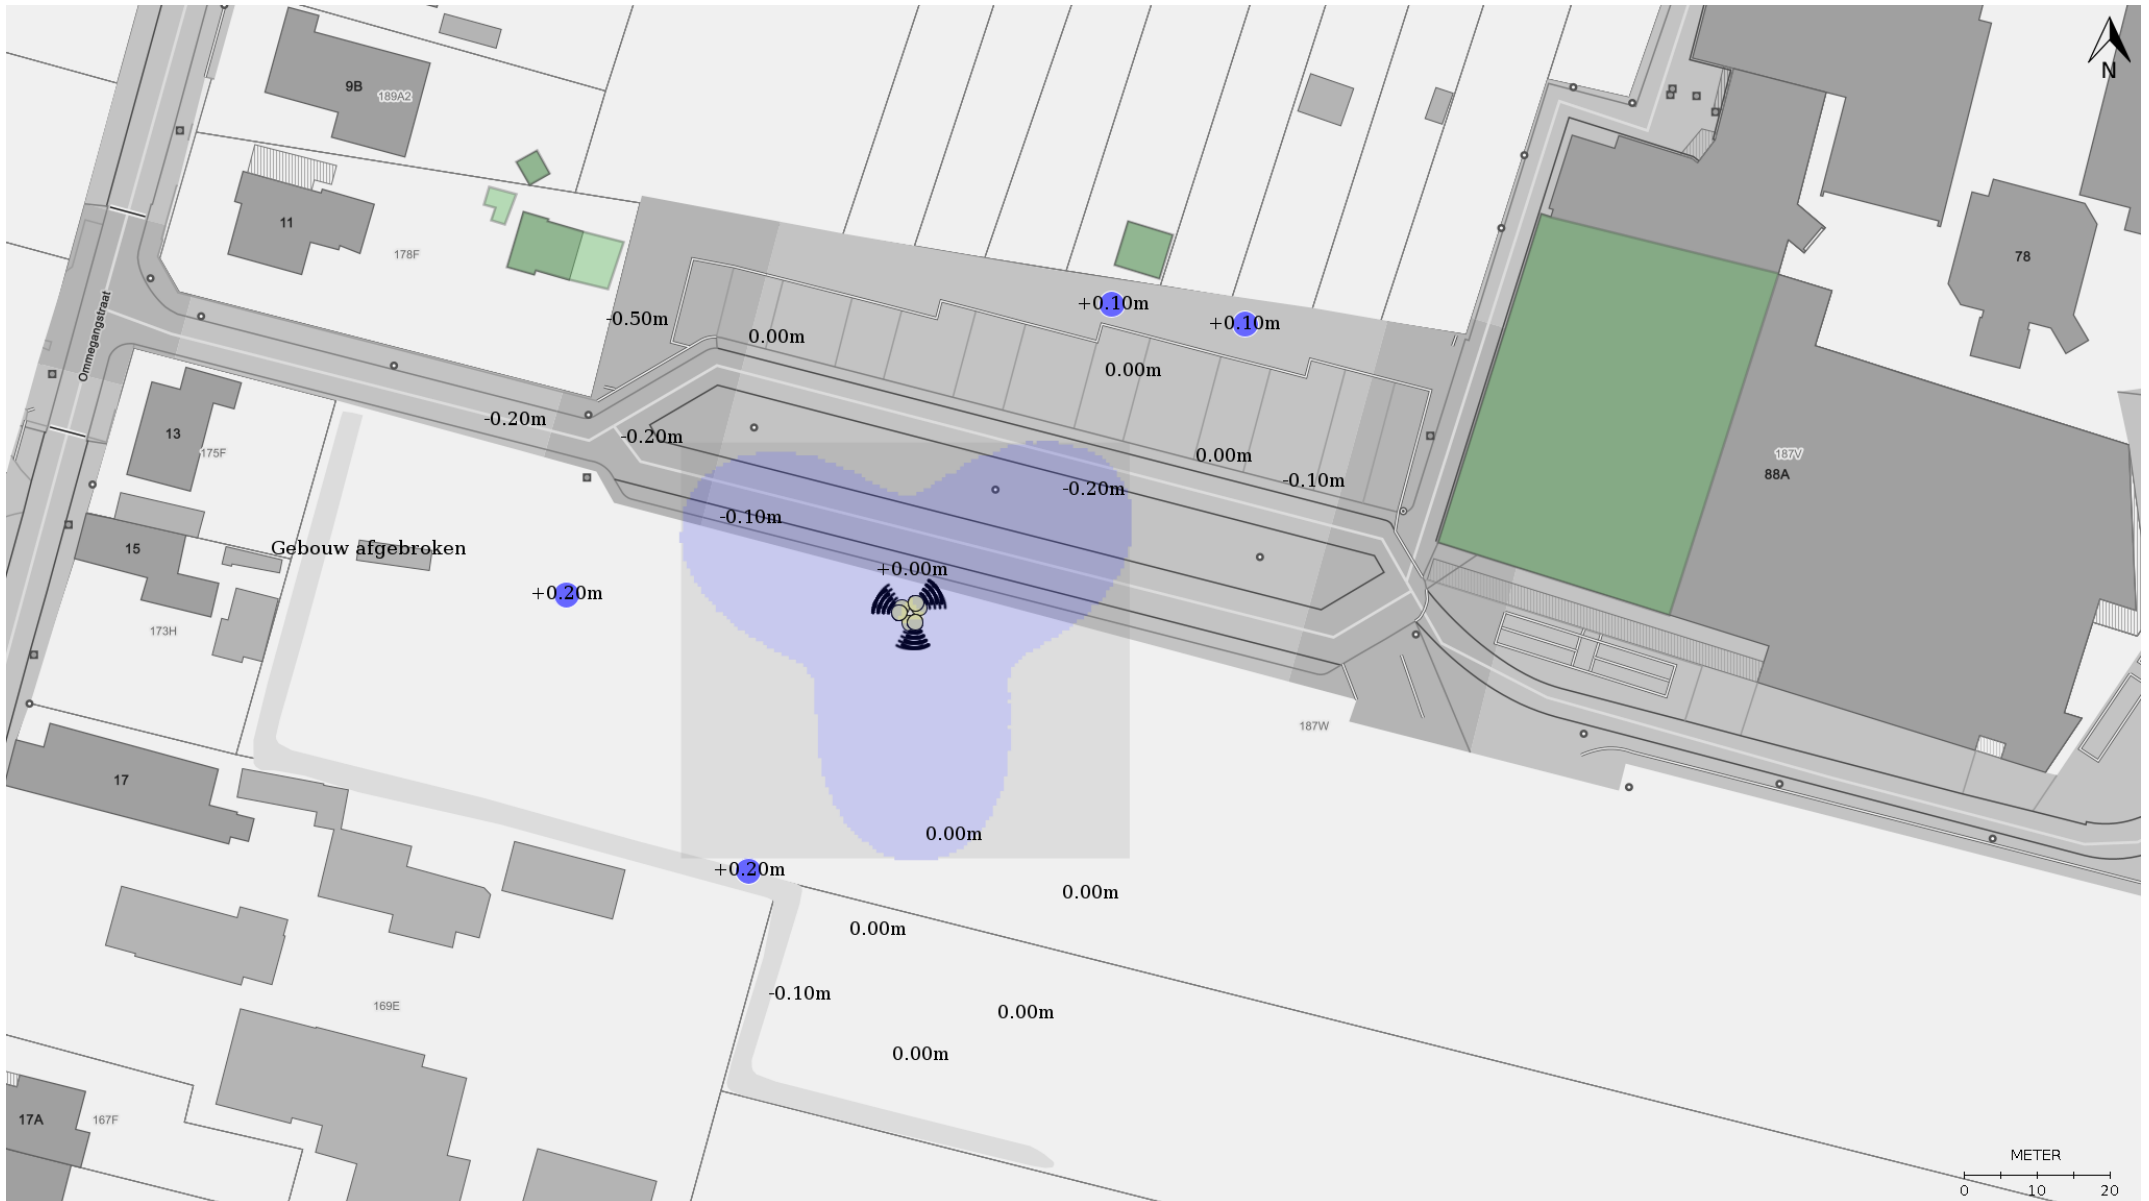 N
9B
189A2
11
178F
78
Ommegangstraat
+0.10m
+0.10m
-0.50m
0.00m
0.00m
-0.20m
-0.20m
13
175F
0.00m
-0.10m
187V
88A
-0.20m
-0.10m
15
Gebouw afgebroken
+0.00m
+0.20m
173H
187W
17
0.00m
+0.20m
0.00m
0.00m
-0.10m
169E
0.00m
0.00m
17A
167F
METER
0 10 20